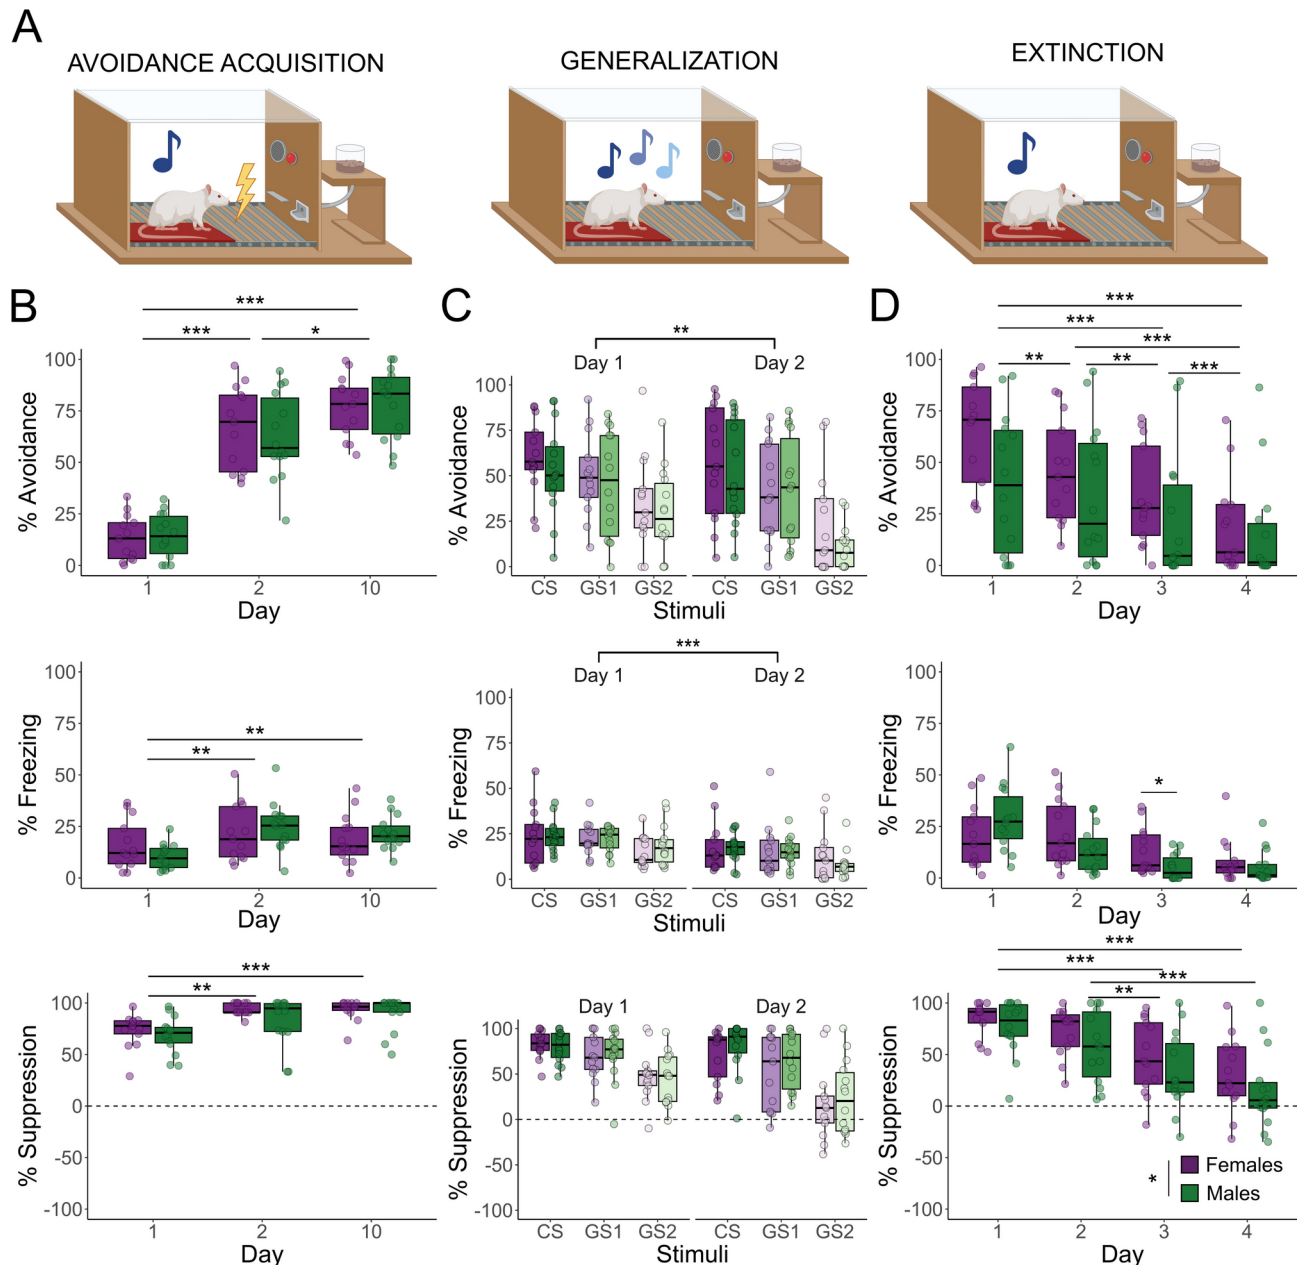 A
AVOIDANCE ACQUISITION
GENERALIZATION
EXTINCTION
B
***
***
*
% Avoidance
100
75
50
25
0
1
2
10
Day
C
**
Day 1
Day 2
% Avoidance
100
75
50
25
0
CS
GS1
GS2
CS
GS1
GS2
Stimuli
D
***
***
***
**
**
***
% Avoidance
100
75
50
25
0
1
2
3
4
Day
**
**
% Freezing
100
75
50
25
0
1
2
10
Day
***
Day 1
Day 2
% Freezing
100
75
50
25
0
CS
GS1
GS2
CS
GS1
GS2
Stimuli
*
% Freezing
100
75
50
25
0
1
2
3
4
Day
***
**
% Suppression
100
50
0
-50
-100
1
2
10
Day
Day 1
Day 2
% Suppression
100
50
0
-50
-100
CS
GS1
GS2
CS
GS1
GS2
Stimuli
***
***
***
**
% Suppression
100
50
0
-50
-100
1
2
3
4
Day
*
Females
Males